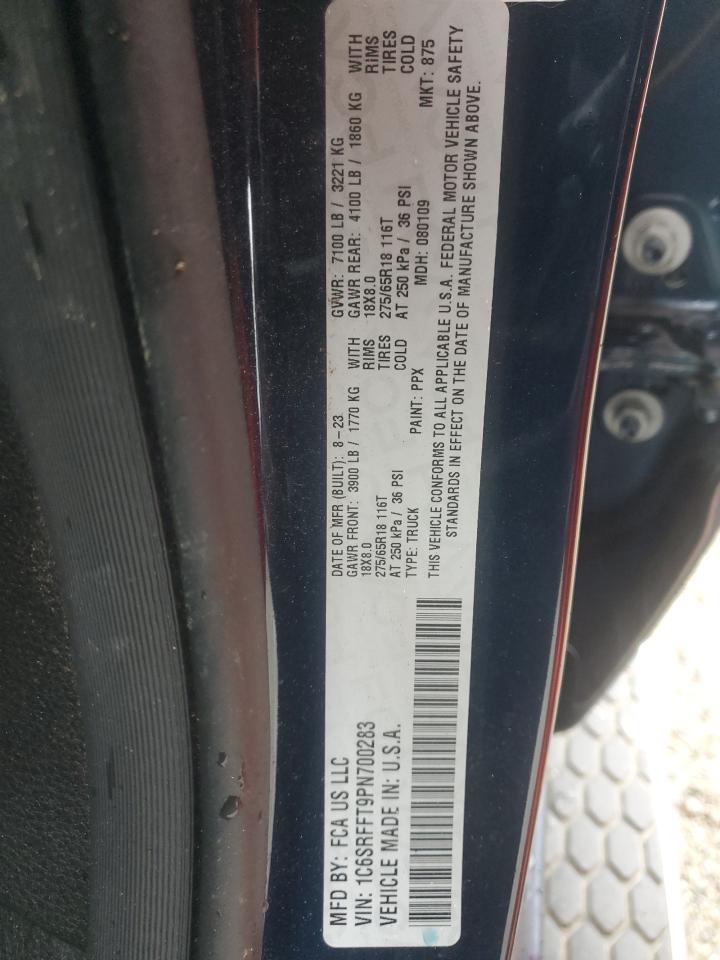 MFD BY: FCA US LLC
VIN: 1C6SRFFT9PN700283
VEHICLE MADE IN: U.S.A.
DATE OF MFR (BUILT): 8-23 GVWR: 7100 LB / 3221 KG
GAWR FRONT: 3900 LB / 1770 KG WITH GAWR REAR: 4100 LB / 1860 KG WITH
18X8.0 RIMS 18X8.0 RIMS
275/65R18 116T TIRES 275/65R18 116T TIRES
AT 250 kPa / 36 PSI COLD AT 250 kPa / 36 PSI COLD
TYPE: TRUCK PAINT: PPX MDH: 080109 MKT: 875
THIS VEHICLE CONFORMS TO ALL APPLICABLE U.S.A. FEDERAL MOTOR VEHICLE SAFETY
STANDARDS IN EFFECT ON THE DATE OF MANUFACTURE SHOWN ABOVE.